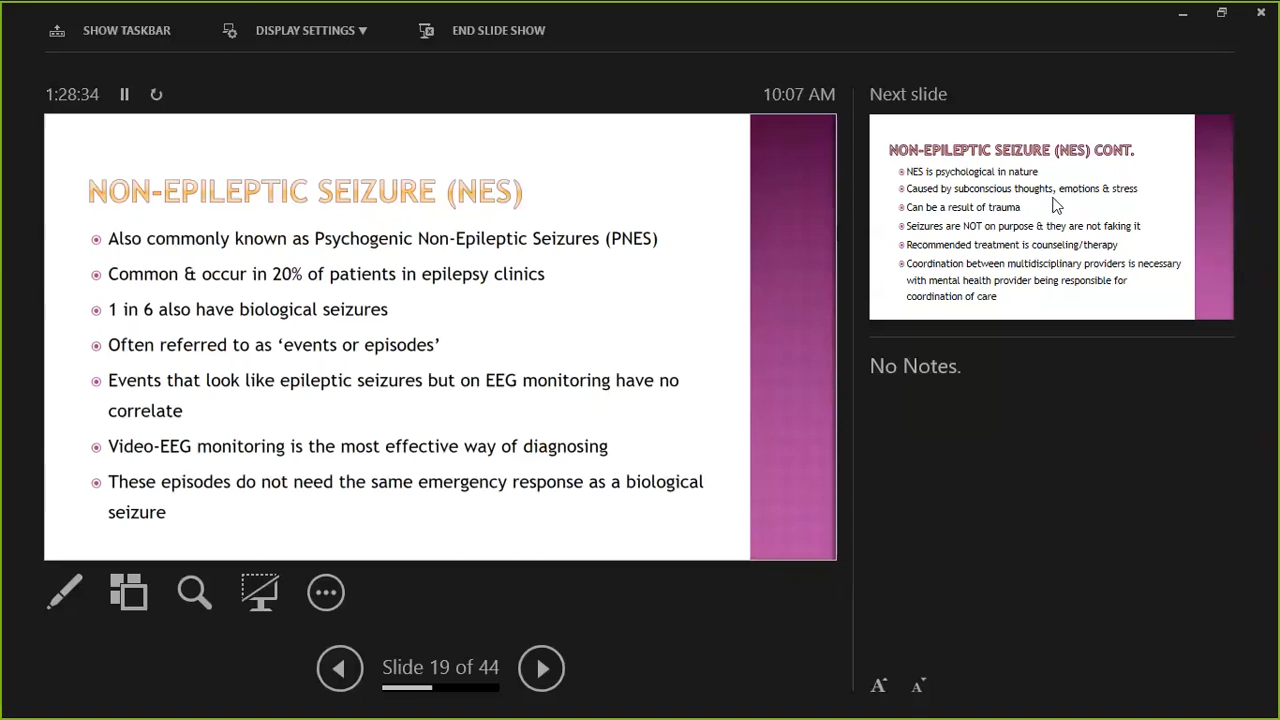 SHOW TASKBAR
DISPLAY SETTINGS ▼
END SLIDE SHOW
1:28:34
10:07 AM
NON-EPILEPTIC SEIZURE (NES)
Also commonly known as Psychogenic Non-Epileptic Seizures (PNES)
Common & occur in 20% of patients in epilepsy clinics
1 in 6 also have biological seizures
Often referred to as ‘events or episodes’
Events that look like epileptic seizures but on EEG monitoring have no
correlate
Video-EEG monitoring is the most effective way of diagnosing
These episodes do not need the same emergency response as a biological
seizure
Slide 19 of 44
Next slide
NON-EPILEPTIC SEIZURE (NES) CONT.
NES is psychological in nature
Caused by subconscious thoughts, emotions & stress
Can be a result of trauma
Seizures are NOT on purpose & they are not faking it
Recommended treatment is counseling/therapy
Coordination between multidisciplinary providers is necessary
with mental health provider being responsible for
coordination of care
No Notes.
A A